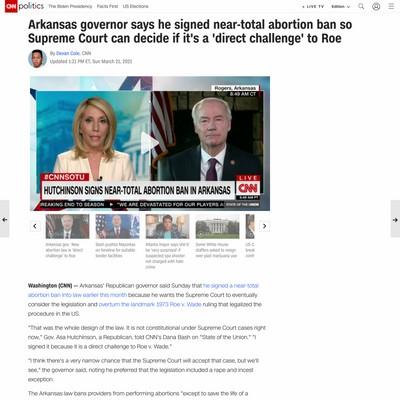 CNN politics The Biden Presidency Facts First US Elections
LIVE TV Edition
Arkansas governor says he signed near-total abortion ban so
Supreme Court can decide if it's a 'direct challenge' to Roe
By Devan Cole, CNN
Updated 1:21 PM ET, Sun March 21, 2021
Rogers, Arkansas
8:49 AM CT
#CNNSOTU
LIVE
HUTCHINSON SIGNS NEAR-TOTAL ABORTION BAN IN ARKANSAS
CNN
"WE ARE DEVASTATED FOR OUR PLAYERS
STATE OF THE UNION
Arkansas gov: New
abortion law is 'direct
challenge' to Roe
Bash pushes Mayorkas
on timeline for suitable
border facilities
Atlanta mayor says she'd
be 'very surprised' if
suspected spa shooter
not charged with hate
crime
Some White House
staffers asked to resign
over past marijuana use
Washington (CNN) — Arkansas' Republican governor said Sunday that he signed a near-total
abortion ban into law earlier this month because he wants the Supreme Court to eventually
consider the legislation and overturn the landmark 1973 Roe v. Wade ruling that legalized the
procedure in the US.
"That was the whole design of the law. It is not constitutional under Supreme Court cases right
now," Gov. Asa Hutchinson, a Republican, told CNN's Dana Bash on "State of the Union." "I
signed it because it is a direct challenge to Roe v. Wade."
"I think there's a very narrow chance that the Supreme Court will accept that case, but we'll
see," the governor said, noting he preferred that the legislation included a rape and incest
exception.
The Arkansas law bans providers from performing abortions "except to save the life of a